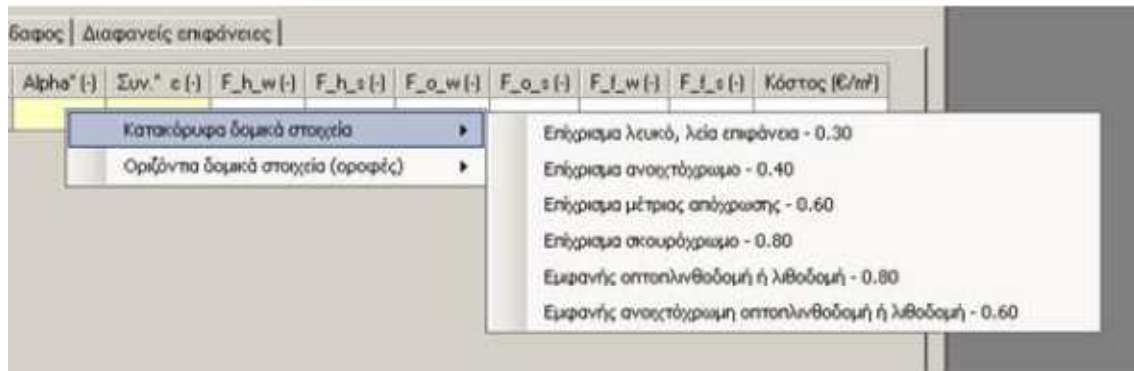 δαφος Διαφανείς επιφάνειες
Alpha* (-) Συν.* ε (-) F_h_w (-) F_h_s (-) F_o_w (-) F_o_s (-) F_f_w (-) F_f_s (-) Κόστος (€/m²)
Κατακόρυφα δομικά στοιχεία
Οριζόντια δομικά στοιχεία (οροφές)
Επίχρισμα λευκό, λεία επιφάνεια - 0.30
Επίχρισμα ανοιχτόχρωμο - 0.40
Επίχρισμα μέτριας απόχρωσης - 0.60
Επίχρισμα σκουρόχρωμο - 0.80
Εμφανής οπτοπλινθοδομή ή λιθοδομή - 0.80
Εμφανής ανοιχτόχρωμη οπτοπλινθοδομή ή λιθοδομή - 0.60